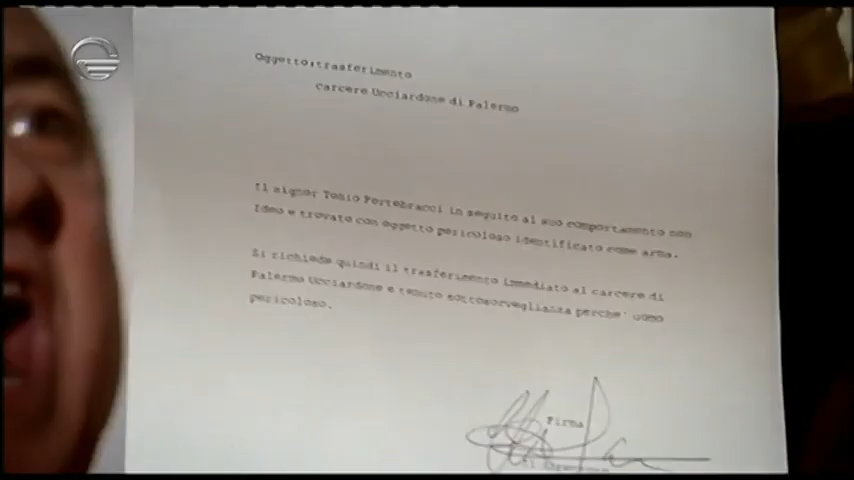 Oggetto:trasferimento
Carcere Ucciardone di Palermo
Il signor Tonio Fortebracci in seguito al suo comportamento non
ideo e trovato con oggetto pericoloso identificato come arma.
Si richiede quindi il trasferimento immediato al carcere di
Palermo Ucciardone e tenuto sottosorveglianza perche' uomo
pericoloso.
Firma